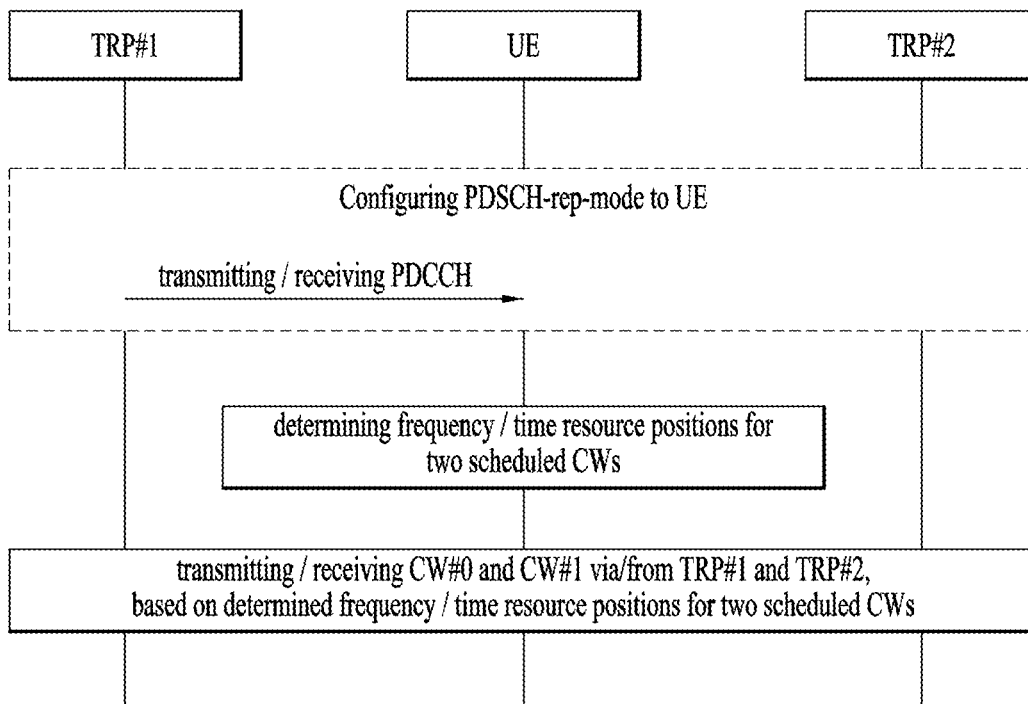 TRP#1
UE
TRP#2
Configuring PDSCH-rep-mode to UE
transmitting / receiving PDCCH
determining frequency / time resource positions for
two scheduled CWs
transmitting / receiving CW#0 and CW#1 via/from TRP#1 and TRP#2,
based on determined frequency / time resource positions for two scheduled CWs